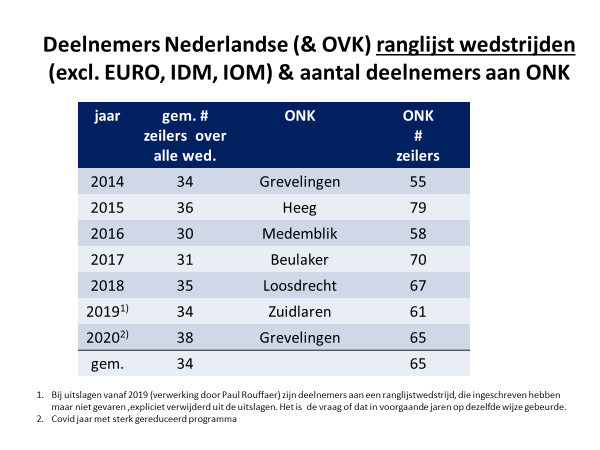 Deelnemers Nederlandse (& OVK) ranglijst wedstrijden
(excl. EURO, IDM, IOM) & aantal deelnemers aan ONK
jaar gem. # zeilers over alle wed. ONK ONK # zeilers
2014 34 Grevelingen 55
2015 36 Heeg 79
2016 30 Medemblik 58
2017 31 Beulaker 70
2018 35 Loosdrecht 67
2019¹⁾ 34 Zuidlaren 61
2020²⁾ 38 Grevelingen 65
gem. 34 65
1. Bij uitslagen vanaf 2019 (verwerking door Paul Rouffaer) zijn deelnemers aan een ranglijstwedstrijd, die ingeschreven hebben
maar niet gevaren ,expliciet verwijderd uit de uitslagen. Het is de vraag of dat in voorgaande jaren op dezelfde wijze gebeurde.
2. Covid jaar met sterk gereduceerd programma